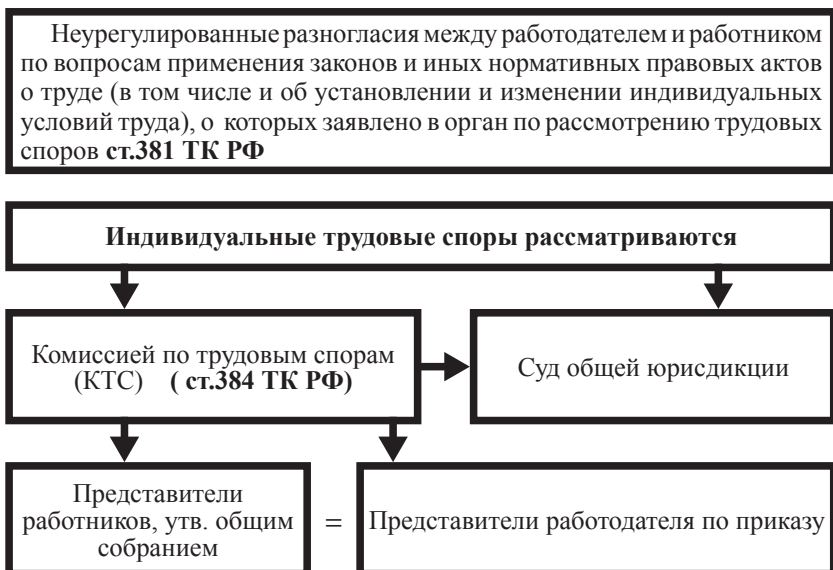 Неурегулированные разногласия между работодателем и работником
по вопросам применения законов и иных нормативных правовых актов
о труде (в том числе и об установлении и изменении индивидуальных
условий труда), о которых заявлено в орган по рассмотрению трудовых
споров ст.381 ТК РФ
Индивидуальные трудовые споры рассматриваются
Комиссией по трудовым спорам
(КТС) ( ст.384 ТК РФ)
Суд общей юрисдикции
Представители
работников, утв. общим
собранием
=
Представители работодателя по приказу